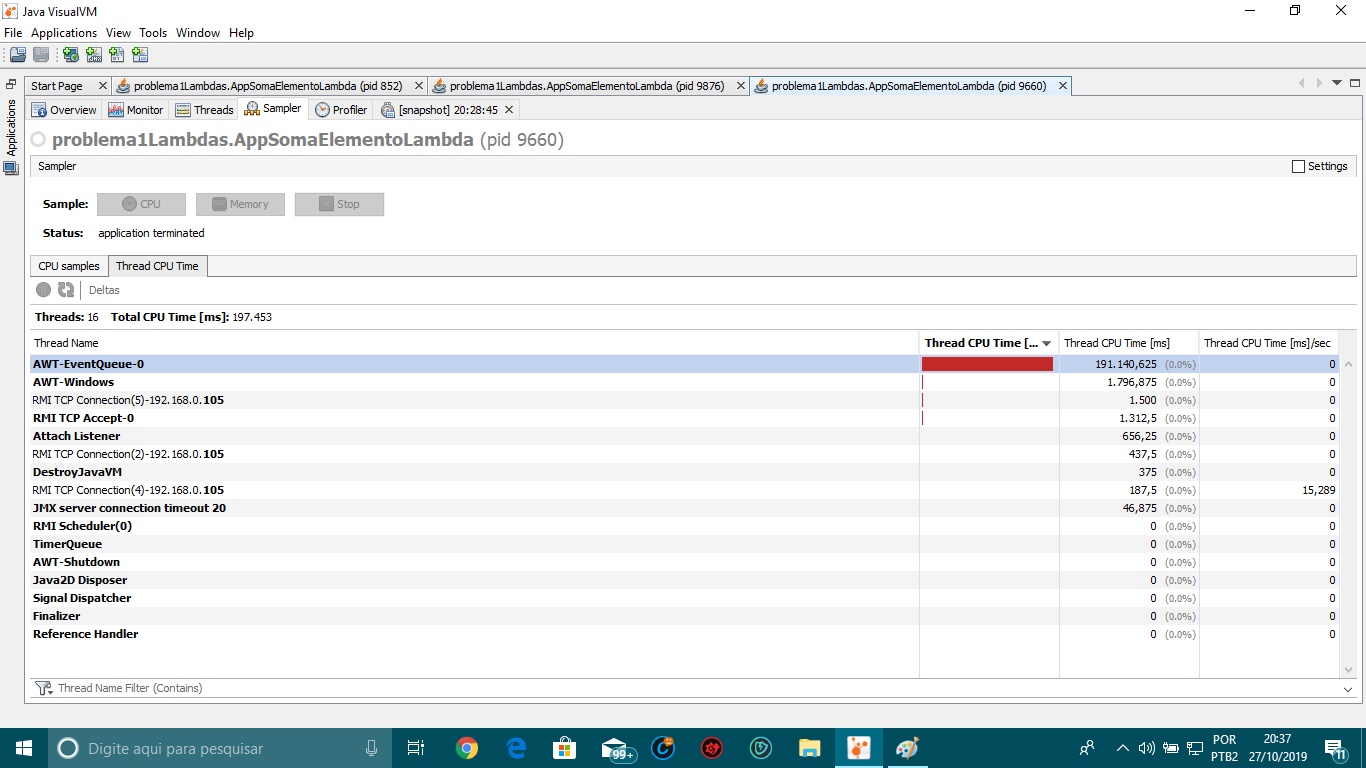 Java VisualVM
File Applications View Tools Window Help
Start Page problema1Lambdas.AppSomaElementoLambda (pid 852) problema1Lambdas.AppSomaElementoLambda (pid 9876) problema1Lambdas.AppSomaElementoLambda (pid 9660)
Applications
Overview Monitor Threads Sampler Profiler [snapshot] 20:28:45
problema1Lambdas.AppSomaElementoLambda (pid 9660)
Sampler Settings
Sample: CPU Memory Stop
Status: application terminated
CPU samples Thread CPU Time
Deltas
Threads: 16 Total CPU Time [ms]: 197.453
Thread Name Thread CPU Time [... Thread CPU Time [ms] Thread CPU Time [ms]/sec
AWT-EventQueue-0 191.140,625 (0.0%) 0
AWT-Windows 1.796,875 (0.0%) 0
RMI TCP Connection(5)-192.168.0.105 1.500 (0.0%) 0
RMI TCP Accept-0 1.312,5 (0.0%) 0
Attach Listener 656,25 (0.0%) 0
RMI TCP Connection(2)-192.168.0.105 437,5 (0.0%) 0
DestroyJavaVM 375 (0.0%) 0
RMI TCP Connection(4)-192.168.0.105 187,5 (0.0%) 15,289
JMX server connection timeout 20 46,875 (0.0%) 0
RMI Scheduler(0) 0 (0.0%) 0
TimerQueue 0 (0.0%) 0
AWT-Shutdown 0 (0.0%) 0
Java2D Disposer 0 (0.0%) 0
Signal Dispatcher 0 (0.0%) 0
Finalizer 0 (0.0%) 0
Reference Handler 0 (0.0%) 0
Thread Name Filter (Contains)
Digite aqui para pesquisar 99+ POR 20:37
PTB2 27/10/2019 11